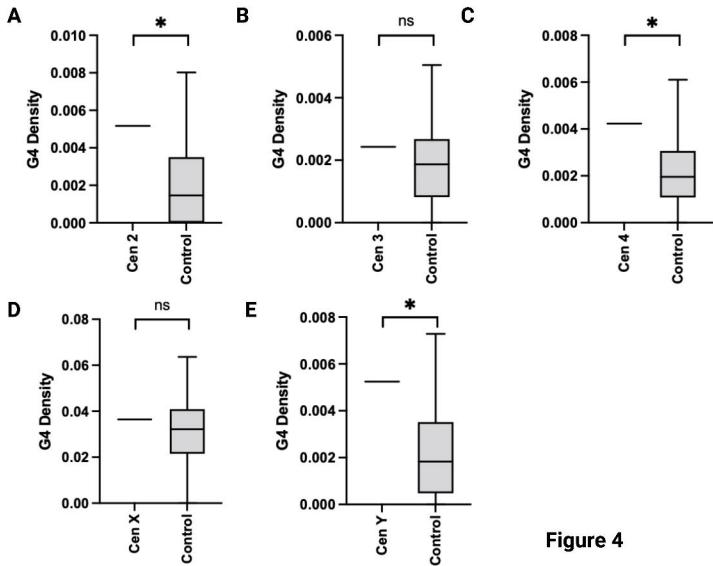 A
*
G4 Density
0.010
0.008
0.006
0.004
0.002
0.000
Cen 2
Control
B
ns
G4 Density
0.006
0.004
0.002
0.000
Cen 3
Control
C
*
G4 Density
0.008
0.006
0.004
0.002
0.000
Cen 4
Control
D
ns
G4 Density
0.08
0.06
0.04
0.02
0.00
Cen X
Control
E
*
G4 Density
0.008
0.006
0.004
0.002
0.000
Cen Y
Control
Figure 4